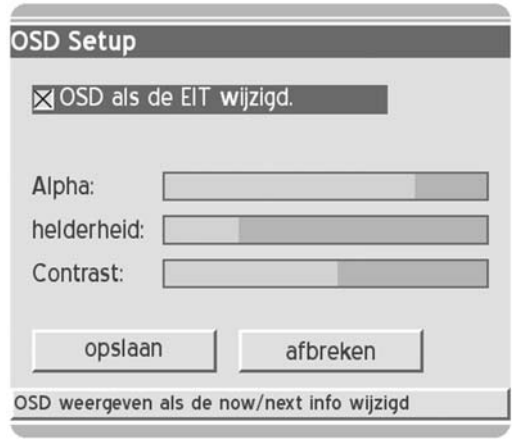 OSD Setup
OSD als de EIT wijzigd.
Alpha:
helderheid:
Contrast:
opslaan
afbreken
OSD weergeven als de now/next info wijzigd